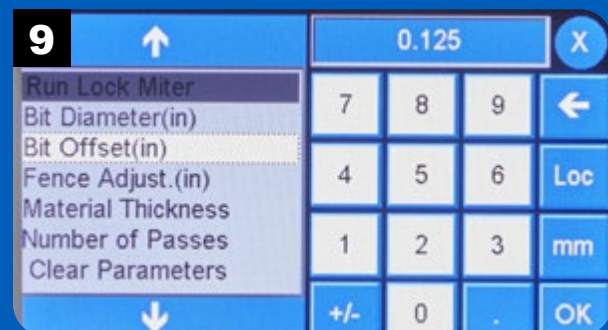 9
0.125
X
Run Lock Miter
Bit Diameter(in)
Bit Offset(in)
Fence Adjust.(in)
Material Thickness
Number of Passes
Clear Parameters
7 8 9
4 5 6 Loc
1 2 3 mm
+/- 0 . OK